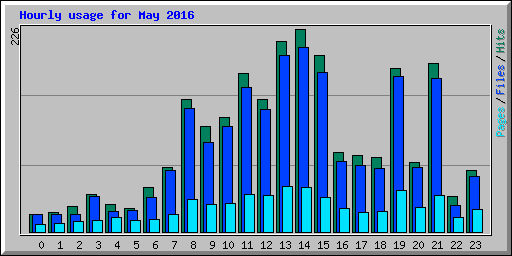 Hourly usage for May 2016
226
Pages/Files/Hits
0 1 2 3 4 5 6 7 8 9 10 11 12 13 14 15 16 17 18 19 20 21 22 23